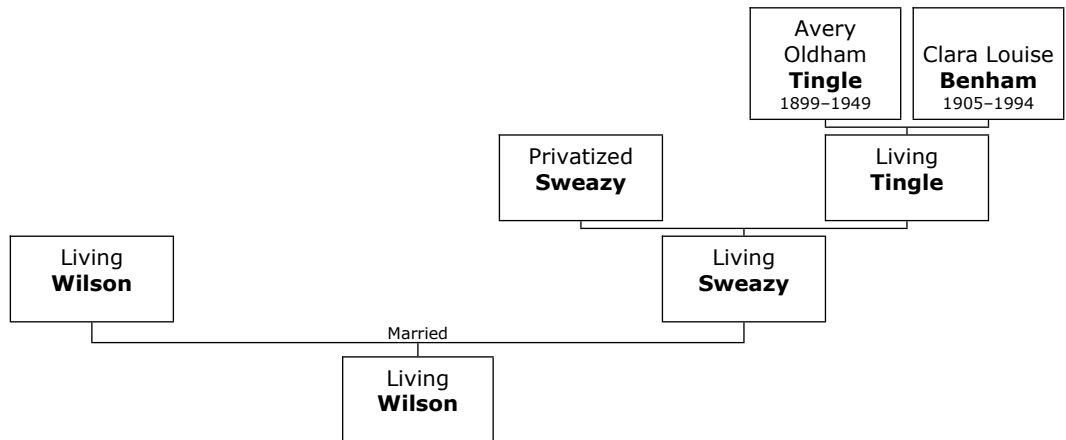 Avery
Oldham
Tingle
1899–1949
Clara Louise
Benham
1905–1994
Privatized
Sweazy
Living
Tingle
Living
Wilson
Living
Sweazy
Married
Living
Wilson